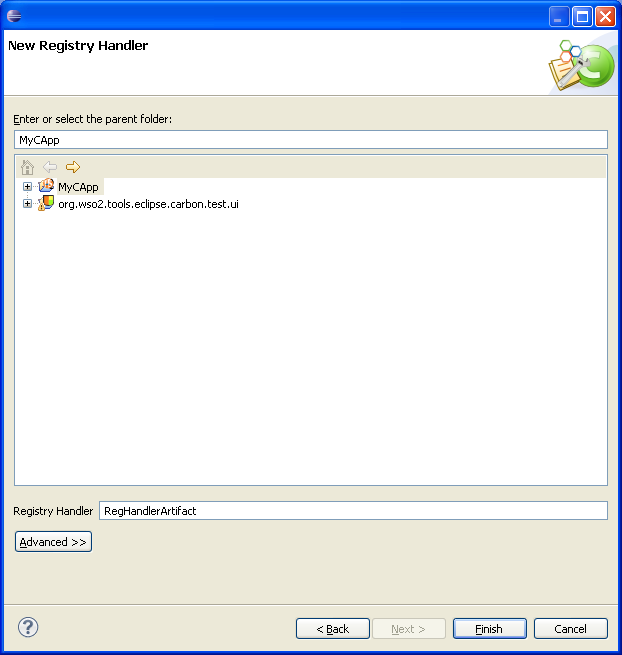 New Registry Handler
Enter or select the parent folder:
MyCApp
MyCApp
org.wso2.tools.eclipse.carbon.test.ui
Registry Handler RegHandlerArtifact
Advanced >>
? < Back Next > Finish Cancel